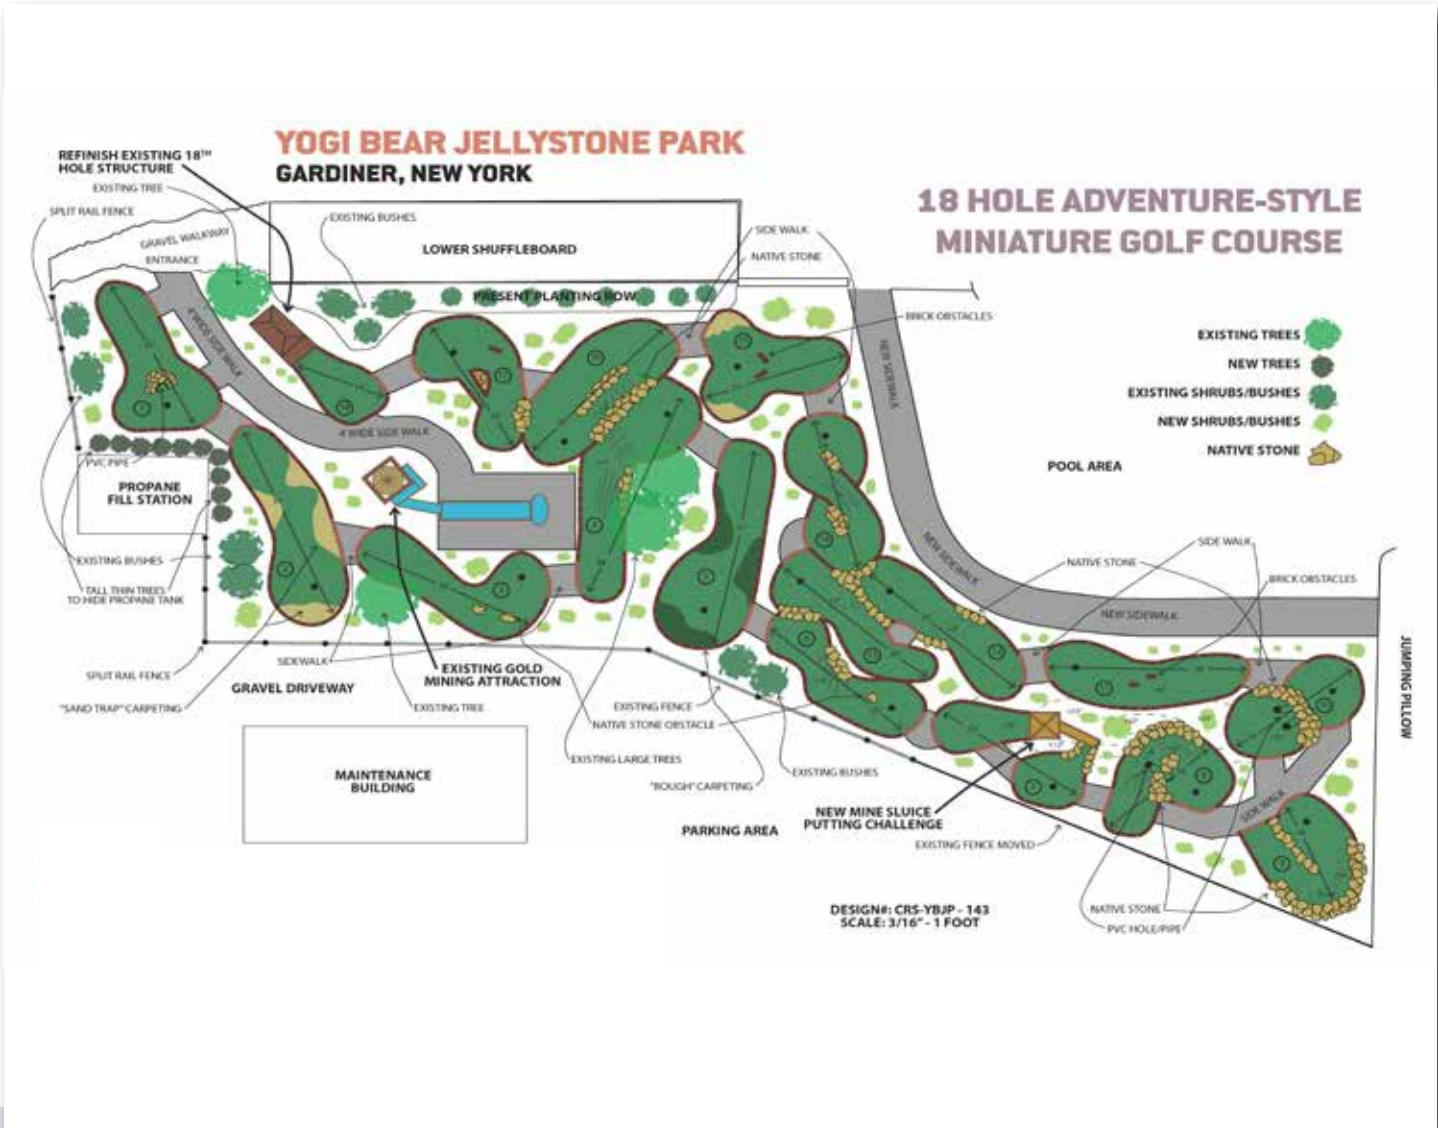 YOGI BEAR JELLYSTONE PARK
GARDINER, NEW YORK
18 HOLE ADVENTURE-STYLE
MINIATURE GOLF COURSE
REFINISH EXISTING 18TH
HOLE STRUCTURE
EXISTING TREE
SPLIT RAIL FENCE
GRAVEL WALKWAY
ENTRANCE
EXISTING BUSHES
LOWER SHUFFLEBOARD
PRESENT PLANTING ROW
SIDE WALK
NATIVE STONE
BRICK OBSTACLES
4' WIDE SIDE WALK
4' WIDE SIDE WALK
NEW SIDEWALK
EXISTING TREES
NEW TREES
EXISTING SHRUBS/BUSHES
NEW SHRUBS/BUSHES
NATIVE STONE
POOL AREA
PVC PIPE
PROPANE
FILL STATION
EXISTING BUSHES
TALL THIN TREES
TO HIDE PROPANE TANK
NEW SIDEWALK
SIDE WALK
NATIVE STONE
BRICK OBSTACLES
NEW SIDEWALK
JUMPING PILLOW
SPLIT RAIL FENCE
SIDEWALK
EXISTING GOLD
MINING ATTRACTION
GRAVEL DRIVEWAY
"SAND TRAP" CARPETING
EXISTING TREE
EXISTING FENCE
NATIVE STONE OBSTACLE
EXISTING LARGE TREES
"ROUGH" CARPETING
EXISTING BUSHES
MAINTENANCE
BUILDING
PARKING AREA
NEW MINE SLUICE
PUTTING CHALLENGE
EXISTING FENCE MOVED
SIDE WALK
NATIVE STONE
PVC HOLE/PIPE
DESIGN#: CRS-YBJP - 143
SCALE: 3/16" - 1 FOOT